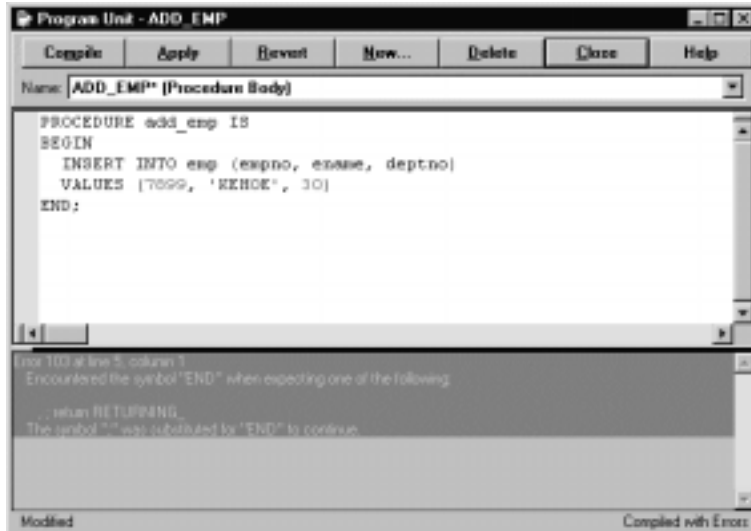 Program Unit - ADD_EMP
Compile Apply Revert New... Delete Close Help
Name: ADD_EMP* (Procedure Body)
PROCEDURE add_emp IS
BEGIN
INSERT INTO emp (empno, ename, deptno)
VALUES (7899, 'KEHOE', 30)
END;
Error 103 at line 5, column 1
Encountered the symbol "END" when expecting one of the following:
. ; return RETURNING_
The symbol ";" was substituted for "END" to continue.
Modified Compiled with Errors